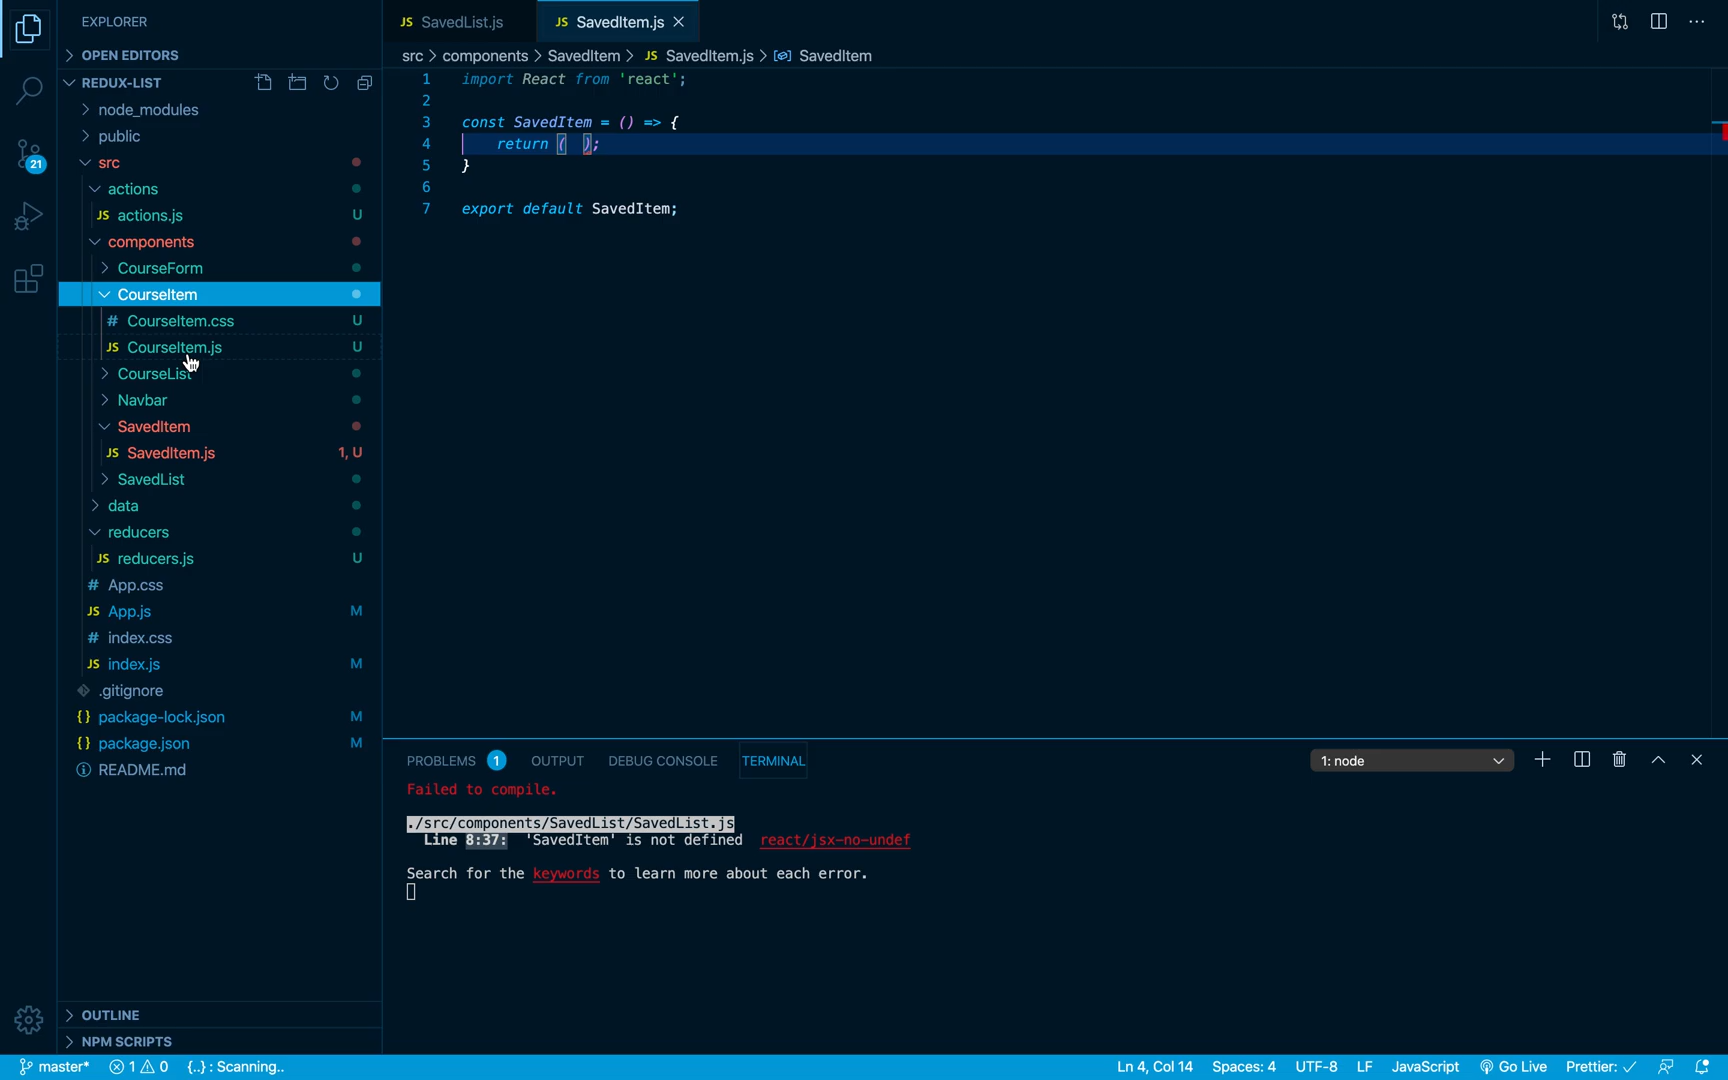 EXPLORER
OPEN EDITORS
REDUX-LIST
node_modules
public
src
actions
JS actions.js U
components
CourseForm
CourseItem
# CourseItem.css U
JS CourseItem.js U
CourseList
Navbar
SavedItem
JS SavedItem.js 1, U
SavedList
data
reducers
JS reducers.js U
# App.css
JS App.js M
# index.css
JS index.js M
.gitignore
{} package-lock.json M
{} package.json M
README.md
OUTLINE
NPM SCRIPTS
21
JS SavedList.js
JS SavedItem.js
src > components > SavedItem > JS SavedItem.js > SavedItem
1 import React from 'react';
2
3 const SavedItem = () => {
4 return (  );
5 }
6
7 export default SavedItem;
PROBLEMS 1 OUTPUT DEBUG CONSOLE TERMINAL 1: node
Failed to compile.
./src/components/SavedList/SavedList.js
Line 8:37: 'SavedItem' is not defined react/jsx-no-undef
Search for the keywords to learn more about each error.
master* 1 0 {..} : Scanning.. Ln 4, Col 14 Spaces: 4 UTF-8 LF JavaScript Go Live Prettier: ✓